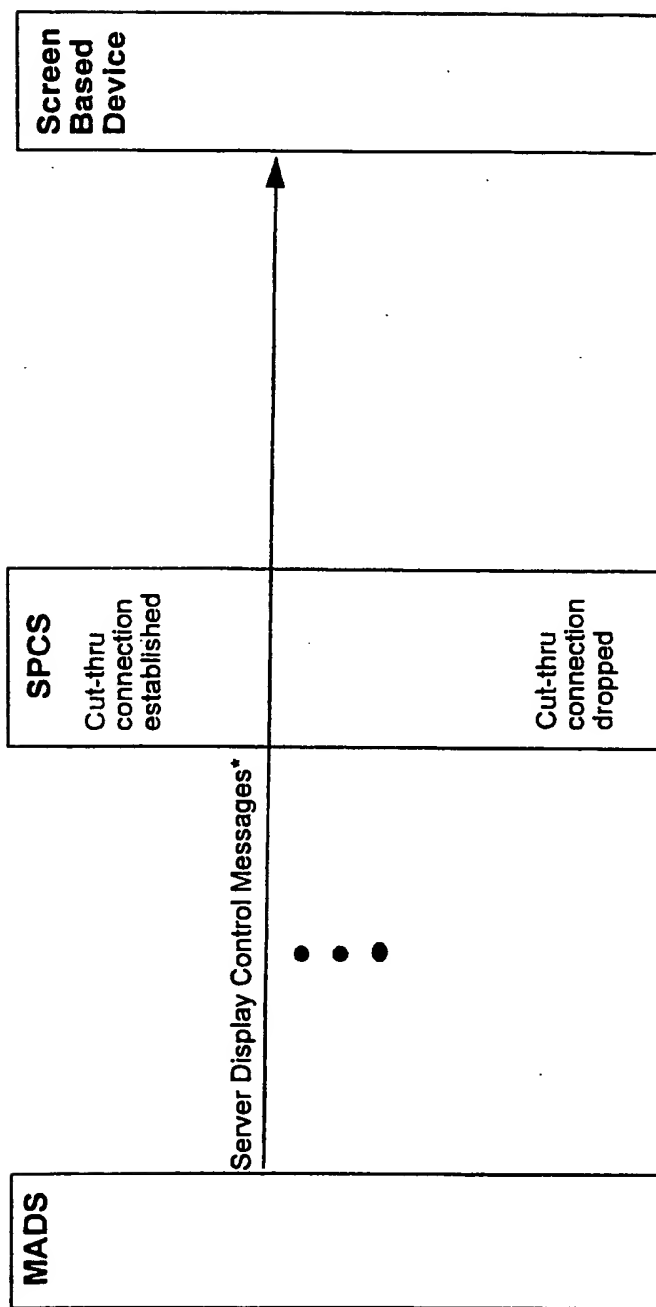 MADS
SPCS
Screen
Based
Device
Cut-thru
connection
established
Server Display Control Messages*
Cut-thru
connection
dropped